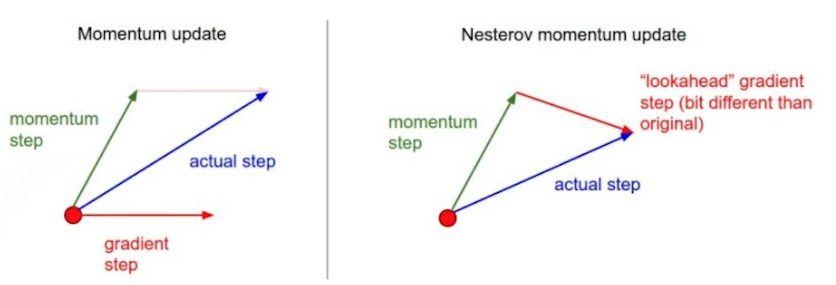 Momentum update
momentum
step
actual step
gradient
step
Nesterov momentum update
"lookahead" gradient
step (bit different than
original)
momentum
step
actual step